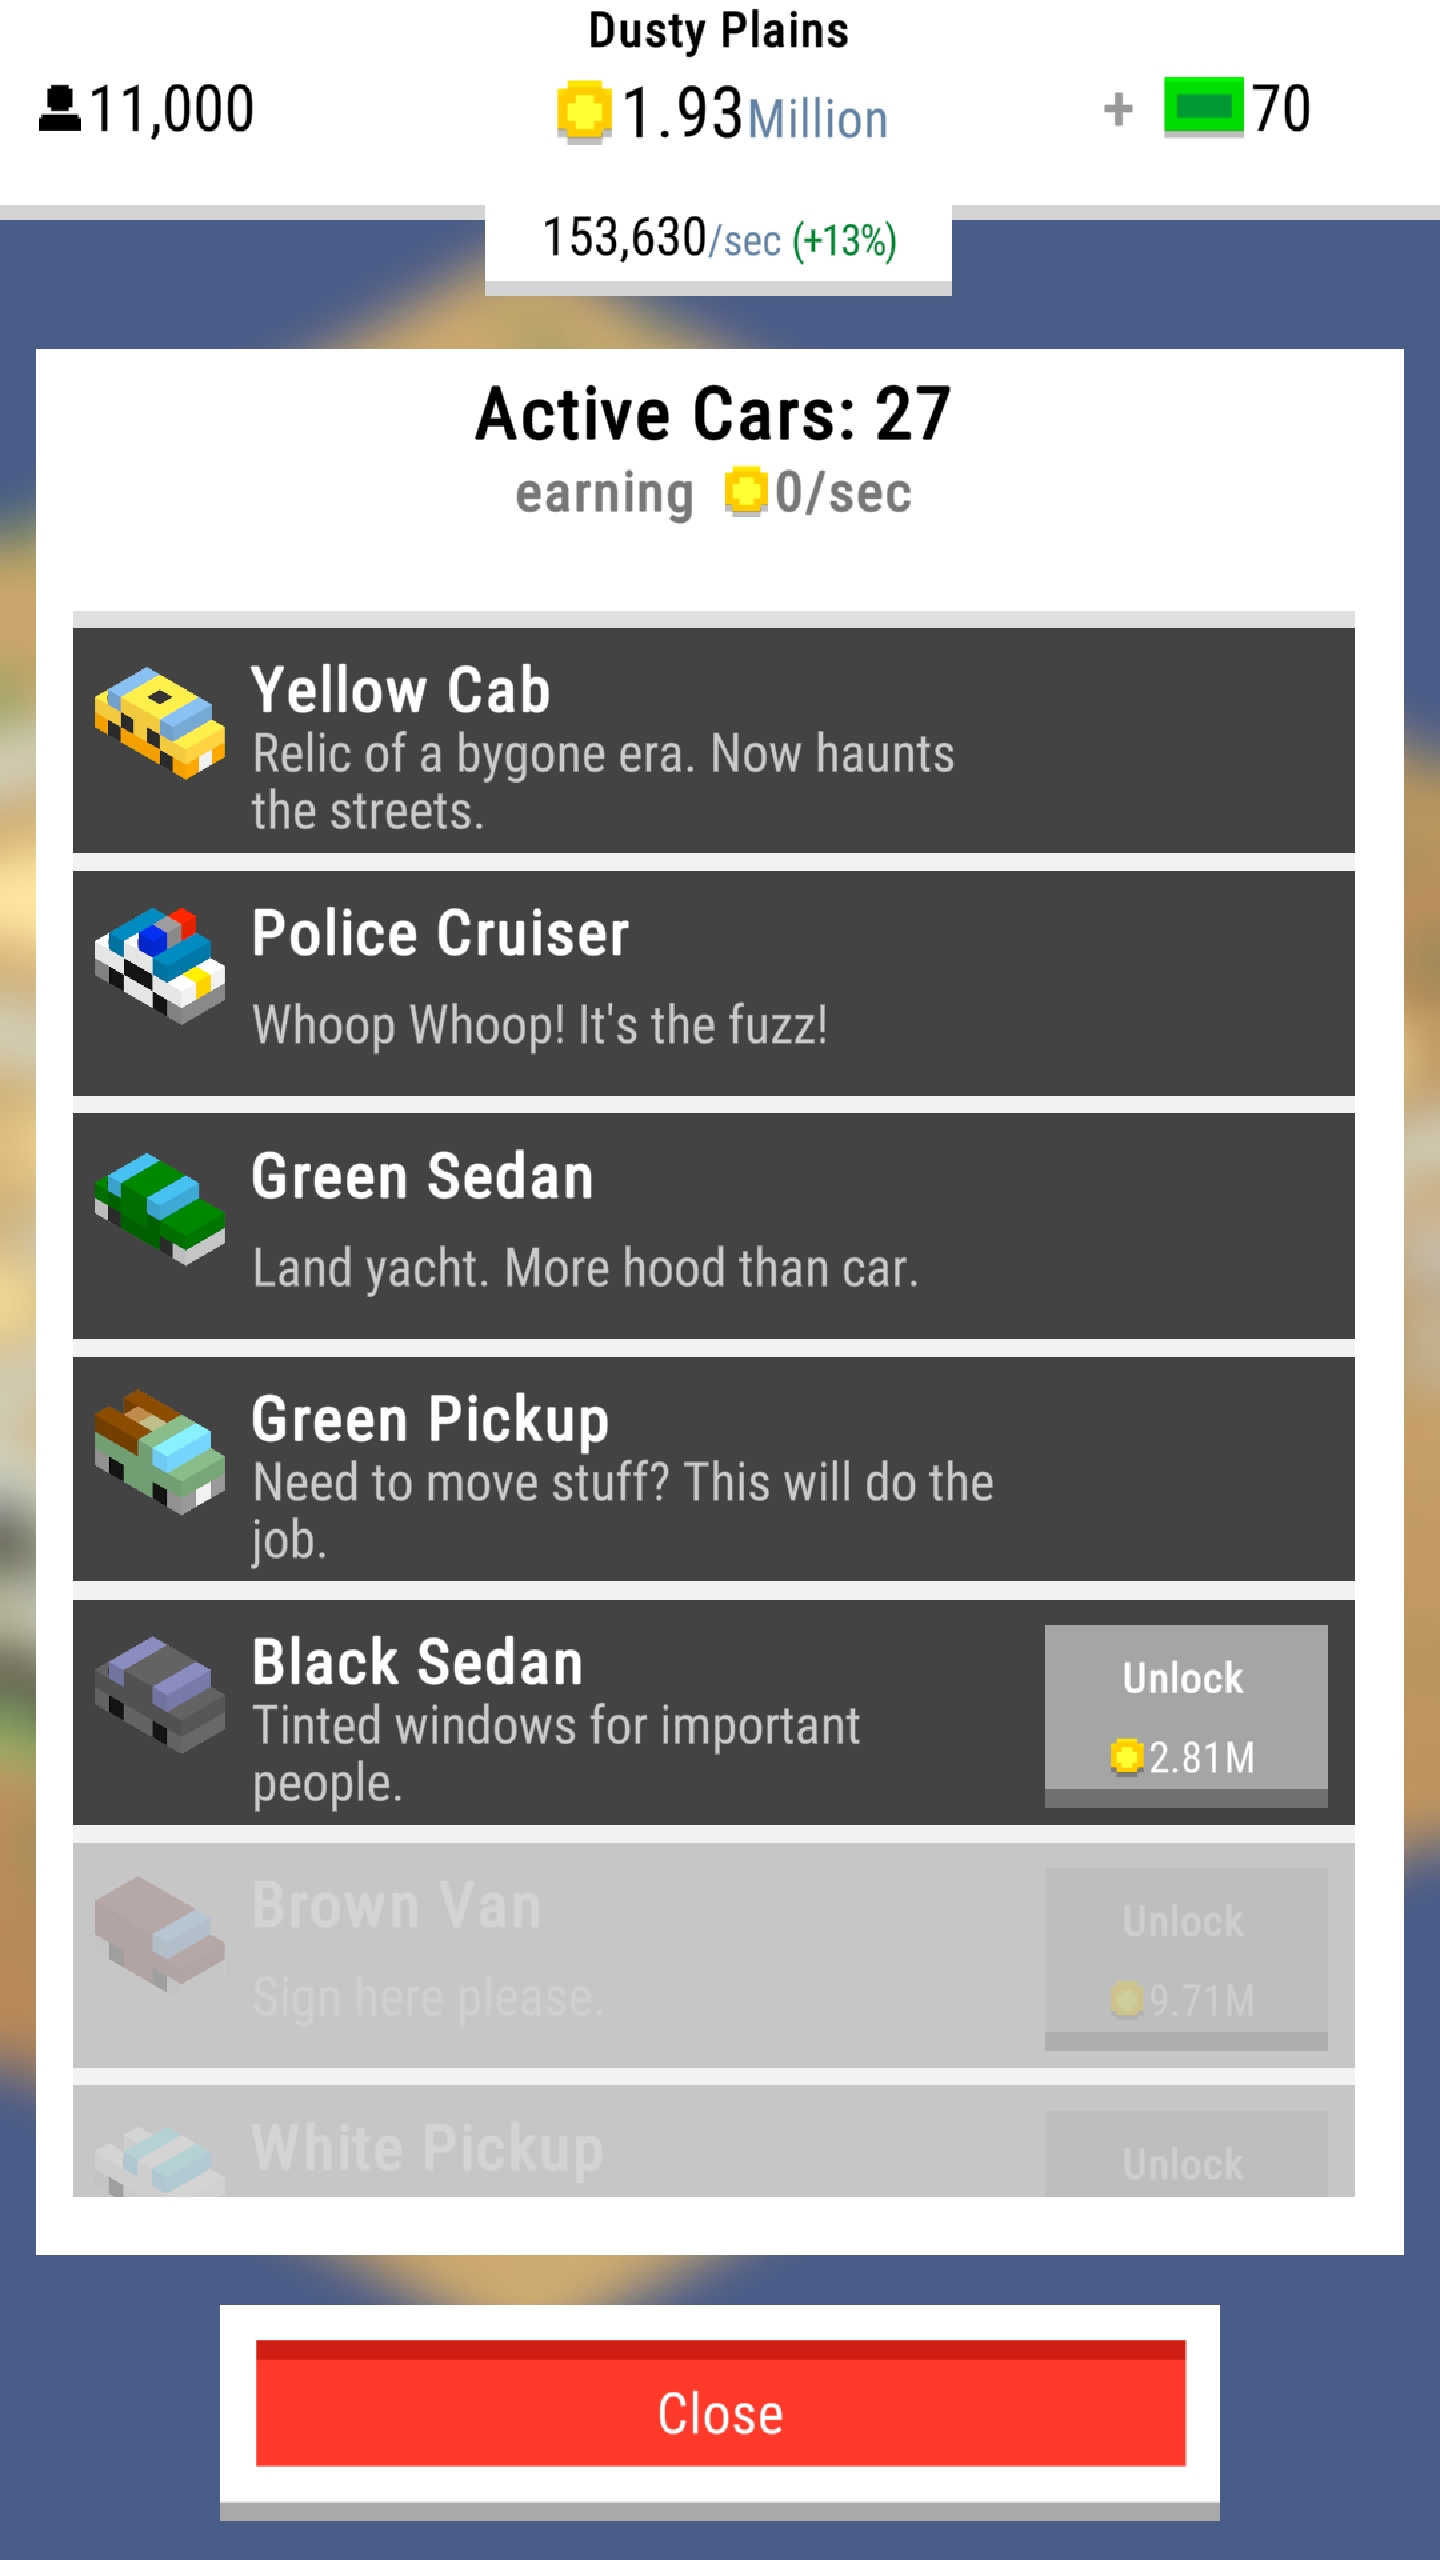 Dusty Plains
11,000
1.93Million
+ 70
153,630/sec (+13%)
Active Cars: 27
earning 0/sec
Yellow Cab
Relic of a bygone era. Now haunts
the streets.
Police Cruiser
Whoop Whoop! It's the fuzz!
Green Sedan
Land yacht. More hood than car.
Green Pickup
Need to move stuff? This will do the
job.
Black Sedan
Tinted windows for important
people.
Unlock
2.81M
Brown Van
Sign here please.
Unlock
9.71M
White Pickup
Unlock
Close